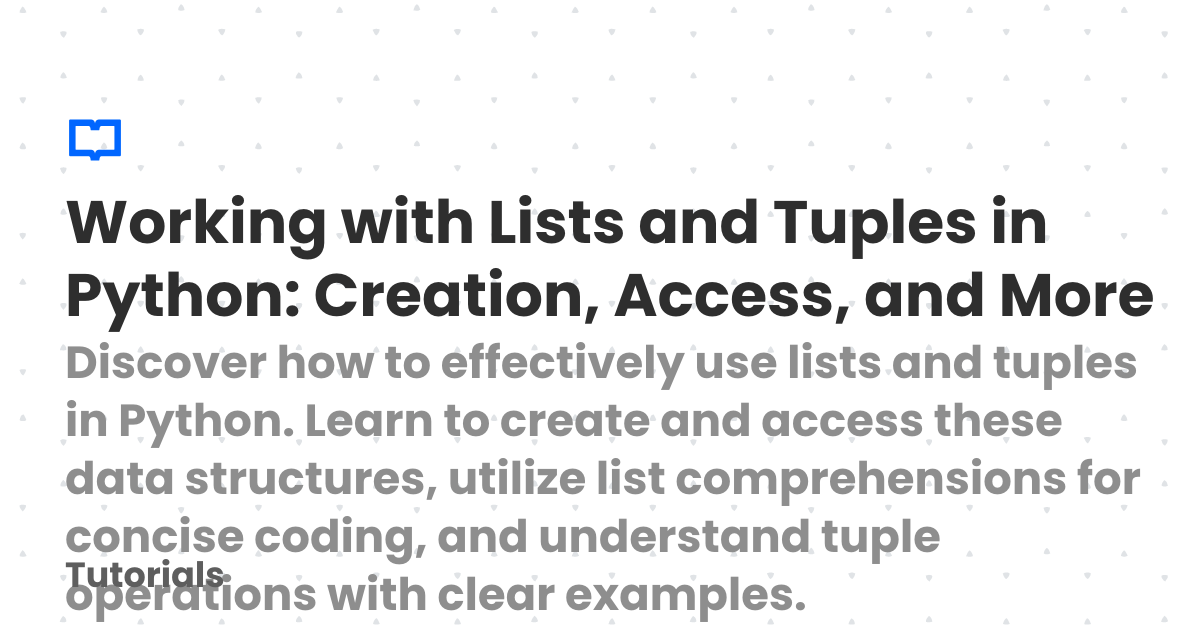 Working with Lists and Tuples in
Python: Creation, Access, and More
Discover how to effectively use lists and tuples
in Python. Learn to create and access these
data structures, utilize list comprehensions for
concise coding, and understand tuple
Tutorials
operations with clear examples.